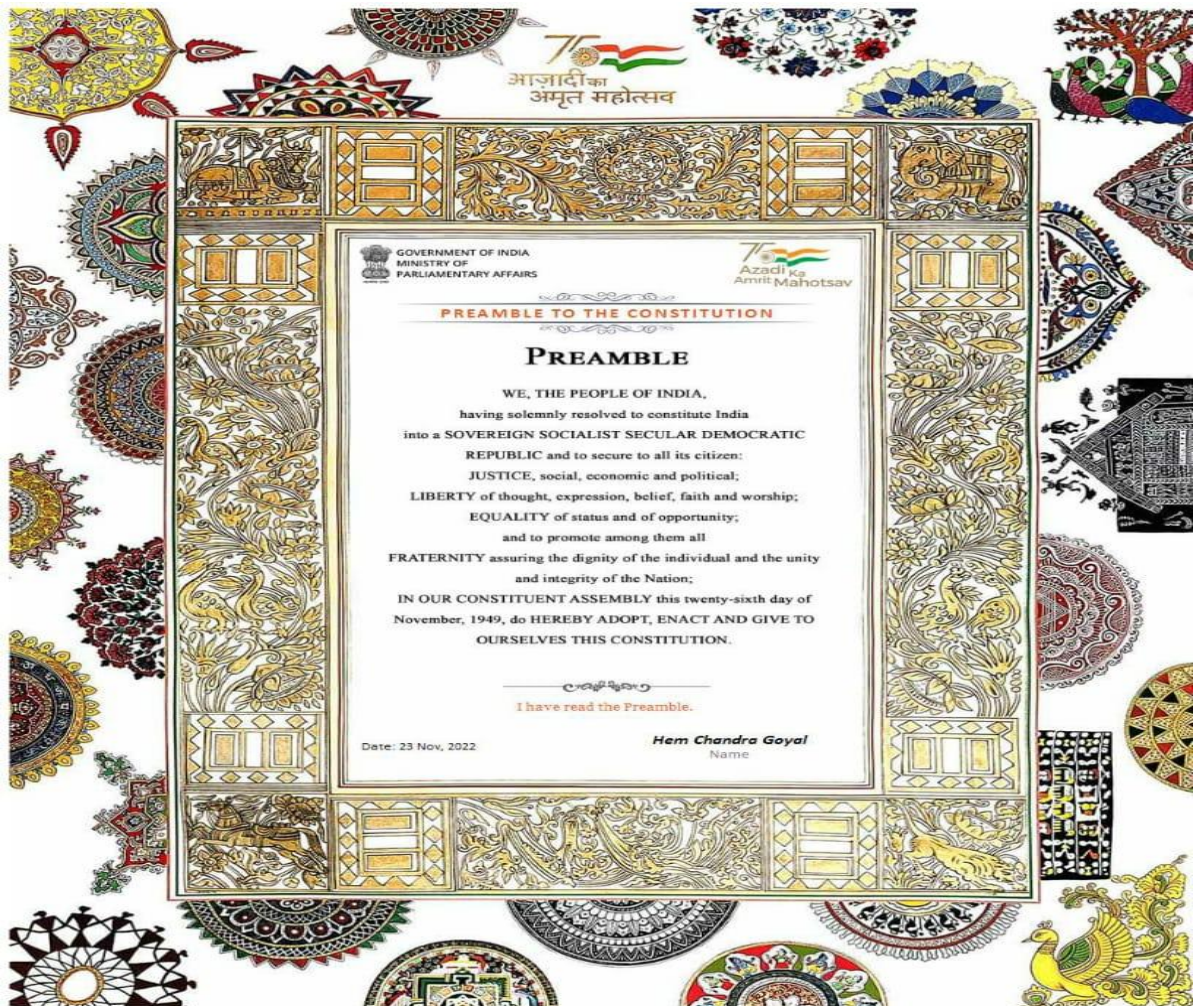 75
आज़ादी का
अमृत महोत्सव
GOVERNMENT OF INDIA
MINISTRY OF
PARLIAMENTARY AFFAIRS
75
Azadi Ka
Amrit Mahotsav
PREAMBLE TO THE CONSTITUTION
PREAMBLE
WE, THE PEOPLE OF INDIA,
having solemnly resolved to constitute India
into a SOVEREIGN SOCIALIST SECULAR DEMOCRATIC
REPUBLIC and to secure to all its citizen:
JUSTICE, social, economic and political;
LIBERTY of thought, expression, belief, faith and worship;
EQUALITY of status and of opportunity;
and to promote among them all
FRATERNITY assuring the dignity of the individual and the unity
and integrity of the Nation;
IN OUR CONSTITUENT ASSEMBLY this twenty-sixth day of
November, 1949, do HEREBY ADOPT, ENACT AND GIVE TO
OURSELVES THIS CONSTITUTION.
I have read the Preamble.
Date: 23 Nov, 2022
Hem Chandra Goyal
Name